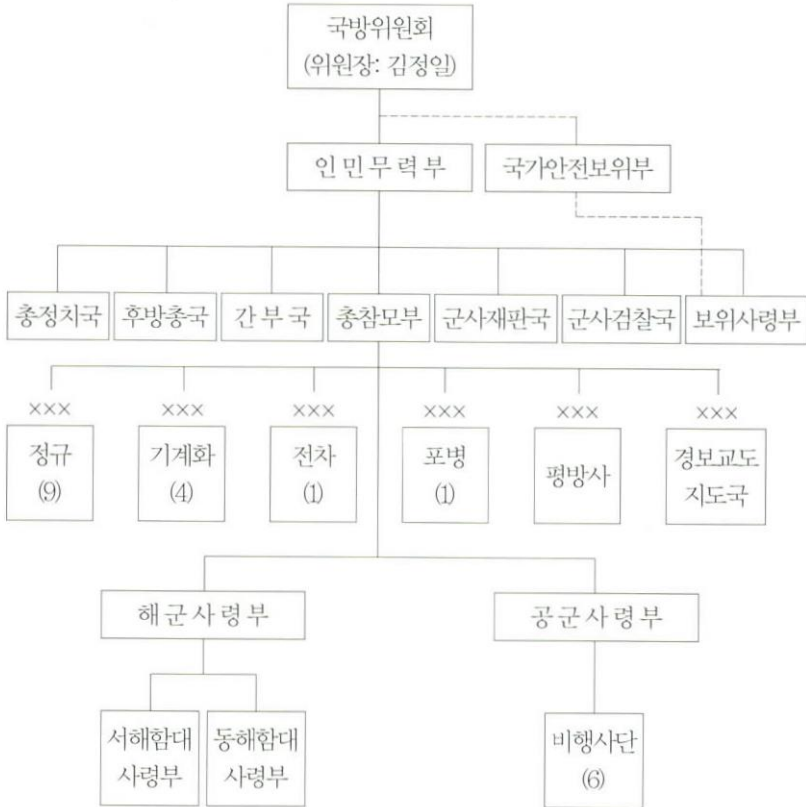 국방위원회
(위원장: 김정일)
인민무력부
국가안전보위부
총정치국
후방총국
간부국
총참모부
군사재판국
군사검찰국
보위사령부
××× ××× ××× ××× ××× ×××
정규
(9)
기계화
(4)
전차
(1)
포병
(1)
평방사
경보교도
지도국
해군사령부
공군사령부
서해함대
사령부
동해함대
사령부
비행사단
(6)